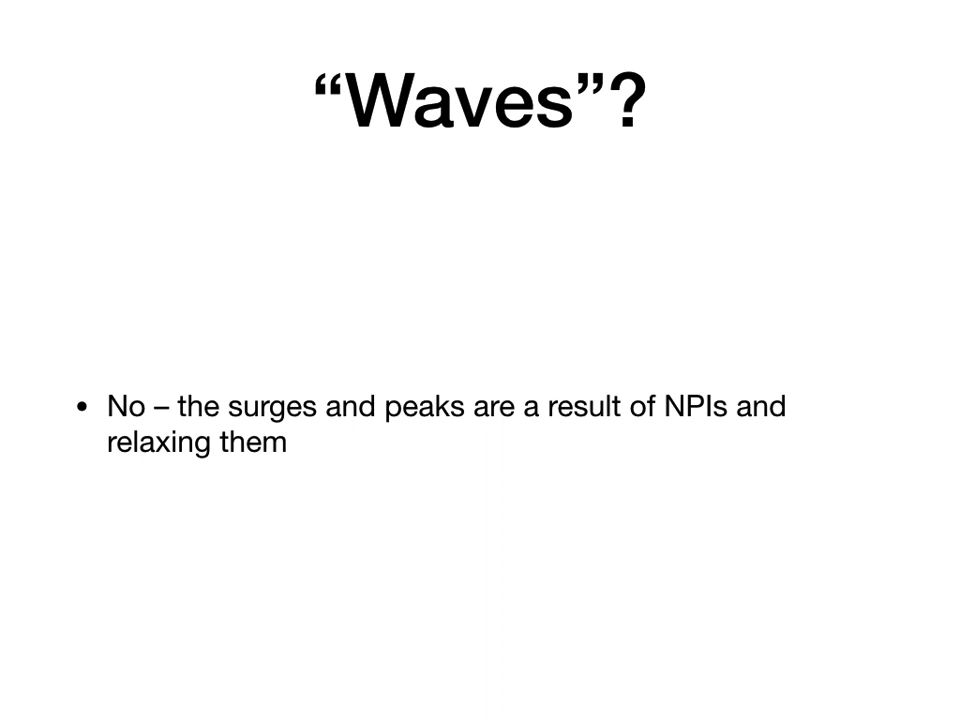 “Waves”?
• No – the surges and peaks are a result of NPIs and
relaxing them